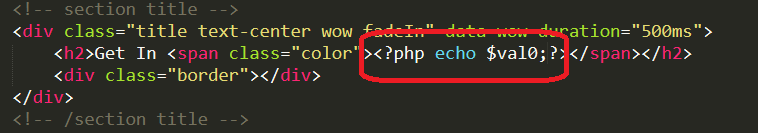 <!-- section title -->
<div class="title text-center wow fadeIn" data-wow-duration="500ms">
<h2>Get In <span class="color"><?php echo $val0;?></span></h2>
<div class="border"></div>
</div>
<!-- /section title -->